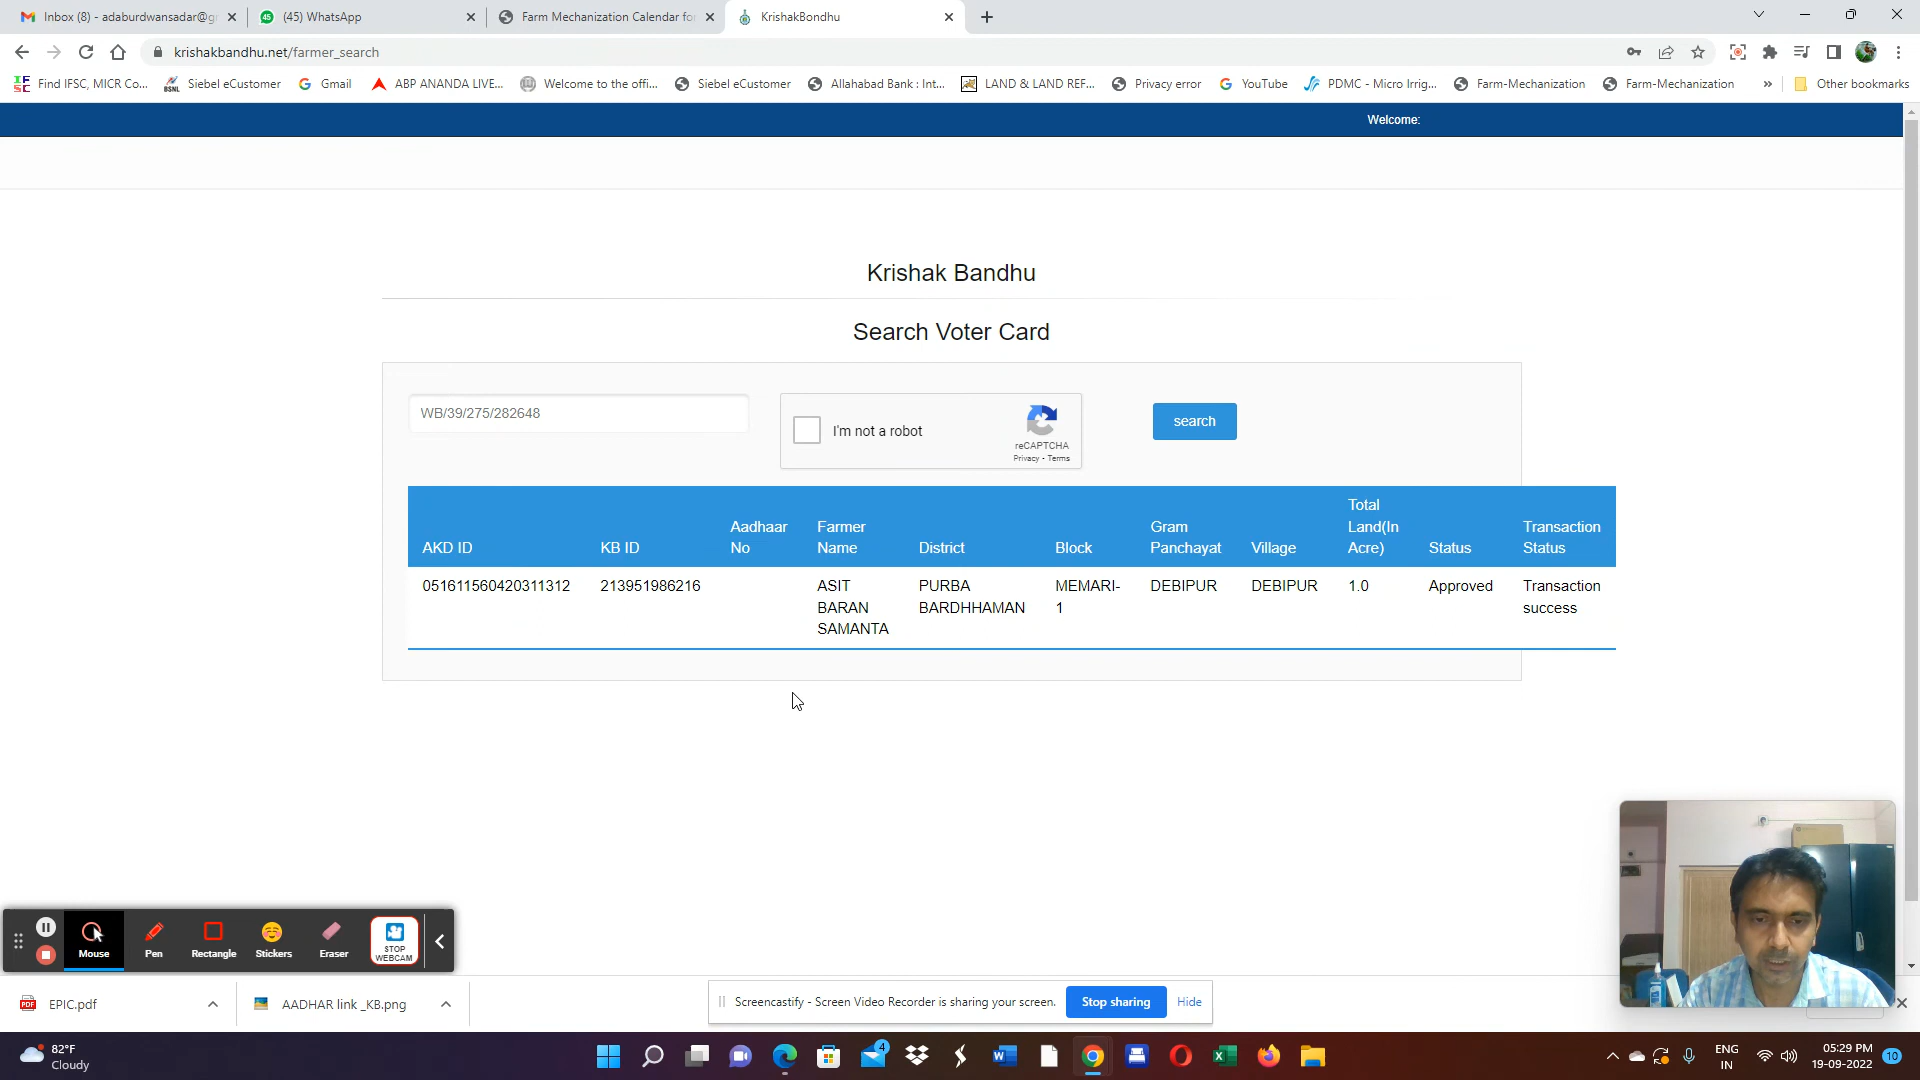 Inbox (8) - adaburdwansadar@g
(45) WhatsApp
Farm Mechanization Calendar fo
KrishakBondhu
krishakbandhu.net/farmer_search
Find IFSC, MICR Co...
BSNL
Siebel eCustomer
Gmail
ABP ANANDA LIVE...
Welcome to the offi...
Siebel eCustomer
Allahabad Bank : Int...
LAND & LAND REF...
Privacy error
YouTube
PDMC - Micro Irrig...
Farm-Mechanization
Farm-Mechanization
»
Other bookmarks
Welcome:
Krishak Bandhu
Search Voter Card
WB/39/275/282648
I'm not a robot
reCAPTCHA
Privacy - Terms
search
AKD ID
KB ID
Aadhaar No
Farmer Name
District
Block
Gram Panchayat
Village
Total Land(In Acre)
Status
Transaction Status
051611560420311312
213951986216
ASIT BARAN SAMANTA
PURBA BARDHHAMAN
MEMARI-1
DEBIPUR
DEBIPUR
1.0
Approved
Transaction success
Mouse
Pen
Rectangle
Stickers
Eraser
STOP WEBCAM
EPIC.pdf
AADHAR link _KB.png
Screencastify - Screen Video Recorder is sharing your screen.
Stop sharing
Hide
82°F
Cloudy
4
ENG
IN
05:29 PM
19-09-2022
10